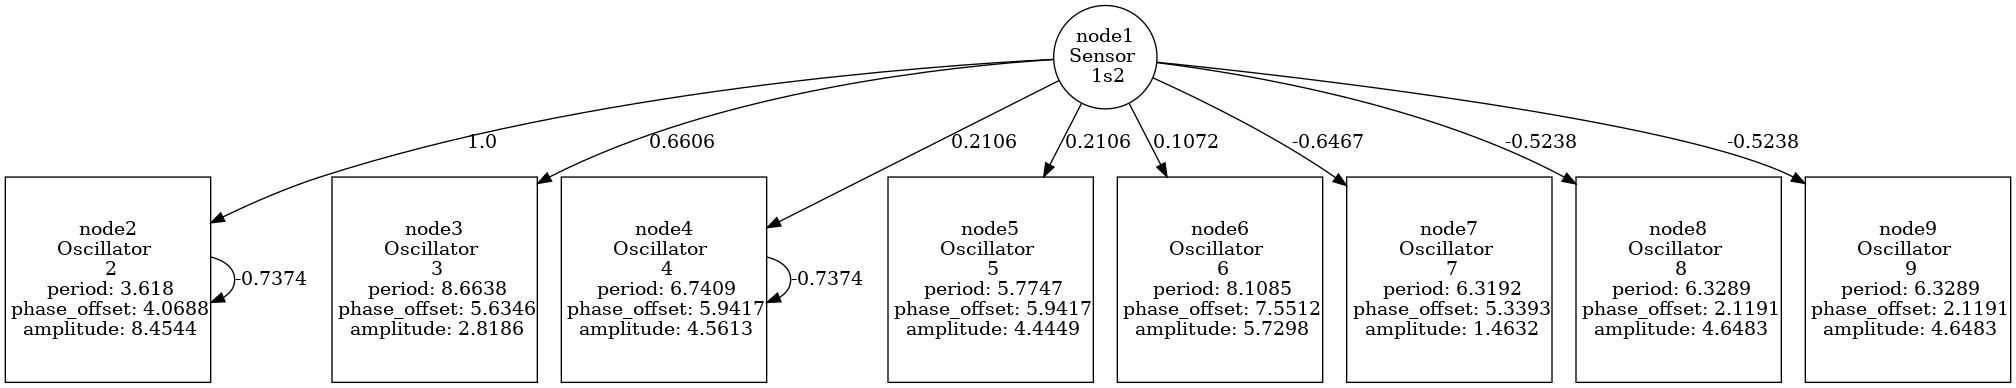 node1
Sensor
1s2
1.0
0.6606
0.2106
0.2106
0.1072
-0.6467
-0.5238
-0.5238
node2
Oscillator
2
period: 3.618
phase_offset: 4.0688
amplitude: 8.4544
-0.7374
node3
Oscillator
3
period: 8.6638
phase_offset: 5.6346
amplitude: 2.8186
node4
Oscillator
4
period: 6.7409
phase_offset: 5.9417
amplitude: 4.5613
-0.7374
node5
Oscillator
5
period: 5.7747
phase_offset: 5.9417
amplitude: 4.4449
node6
Oscillator
6
period: 8.1085
phase_offset: 7.5512
amplitude: 5.7298
node7
Oscillator
7
period: 6.3192
phase_offset: 5.3393
amplitude: 1.4632
node8
Oscillator
8
period: 6.3289
phase_offset: 2.1191
amplitude: 4.6483
node9
Oscillator
9
period: 6.3289
phase_offset: 2.1191
amplitude: 4.6483